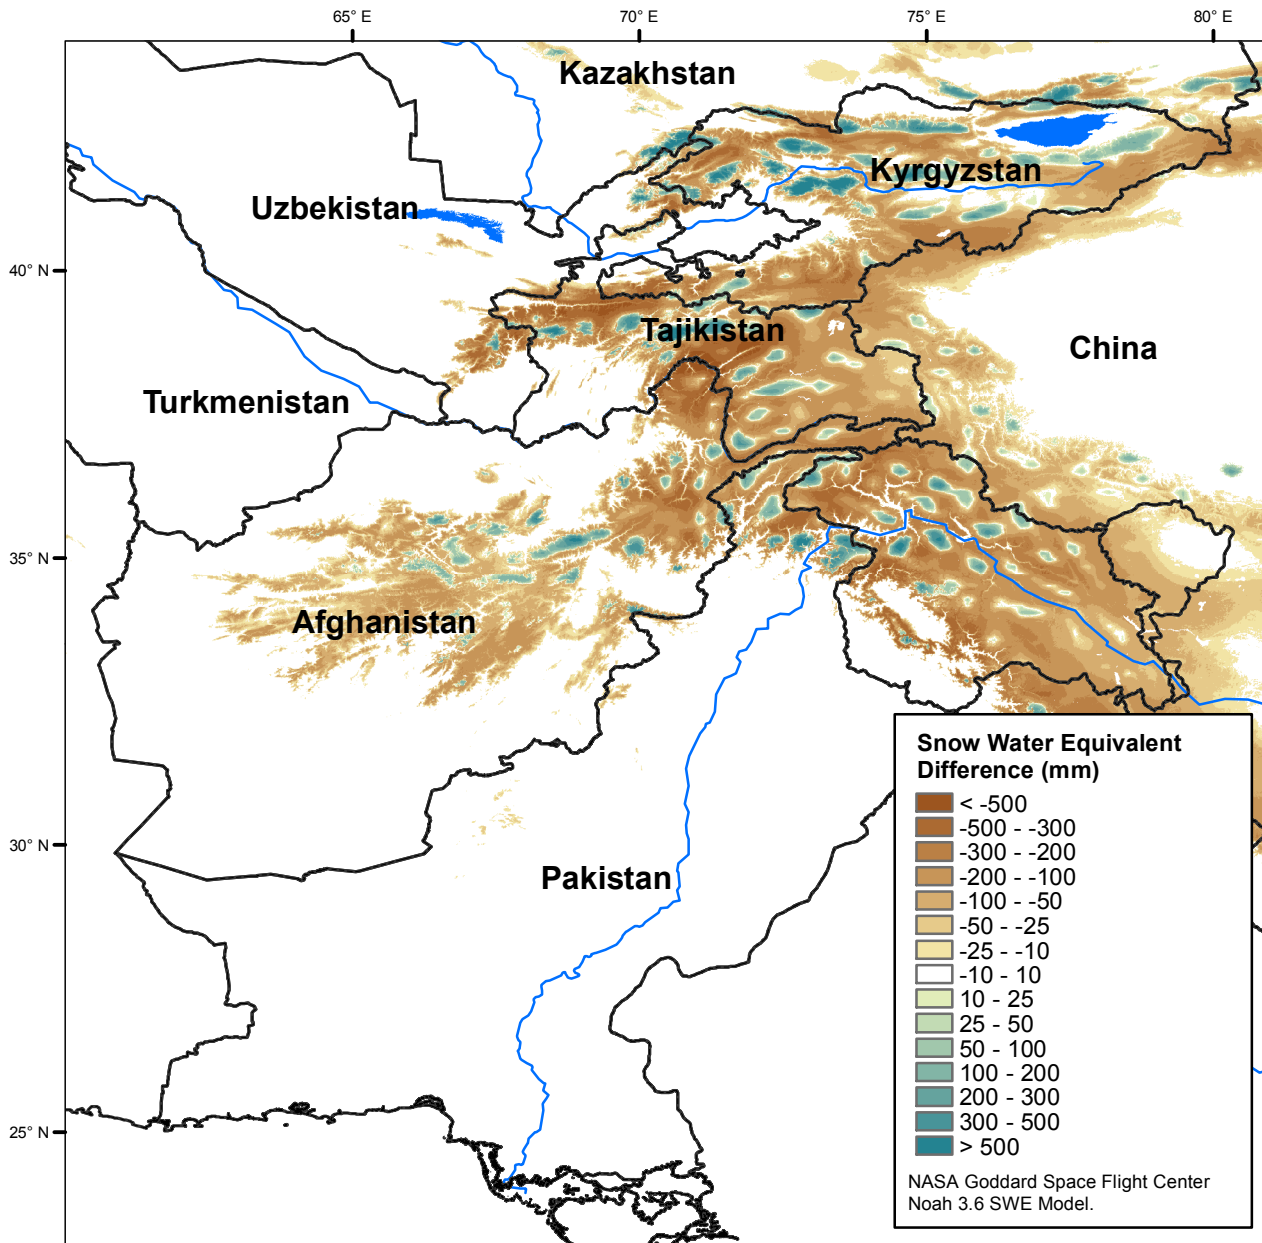 65° E
70° E
75° E
80° E
Kazakhstan
Kyrgyzstan
Uzbekistan
40° N
Tajikistan
China
Turkmenistan
35° N
Afghanistan
30° N
Pakistan
25° N
Snow Water Equivalent
Difference (mm)
< -500
-500 - -300
-300 - -200
-200 - -100
-100 - -50
-50 - -25
-25 - -10
-10 - 10
10 - 25
25 - 50
50 - 100
100 - 200
200 - 300
300 - 500
> 500
NASA Goddard Space Flight Center
Noah 3.6 SWE Model.